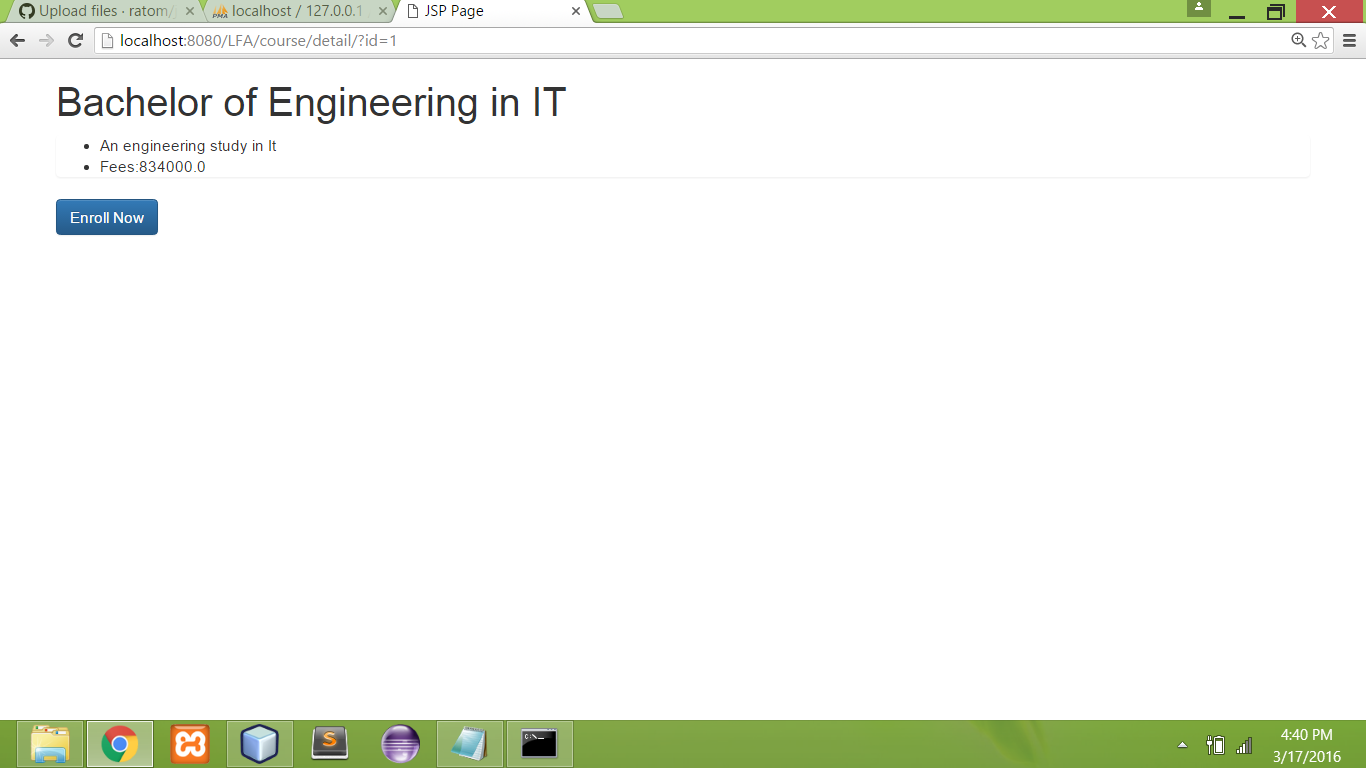 Upload files · ratom/
localhost / 127.0.0.1
JSP Page
localhost:8080/LFA/course/detail/?id=1
Bachelor of Engineering in IT
An engineering study in It
Fees:834000.0
Enroll Now
4:40 PM
3/17/2016